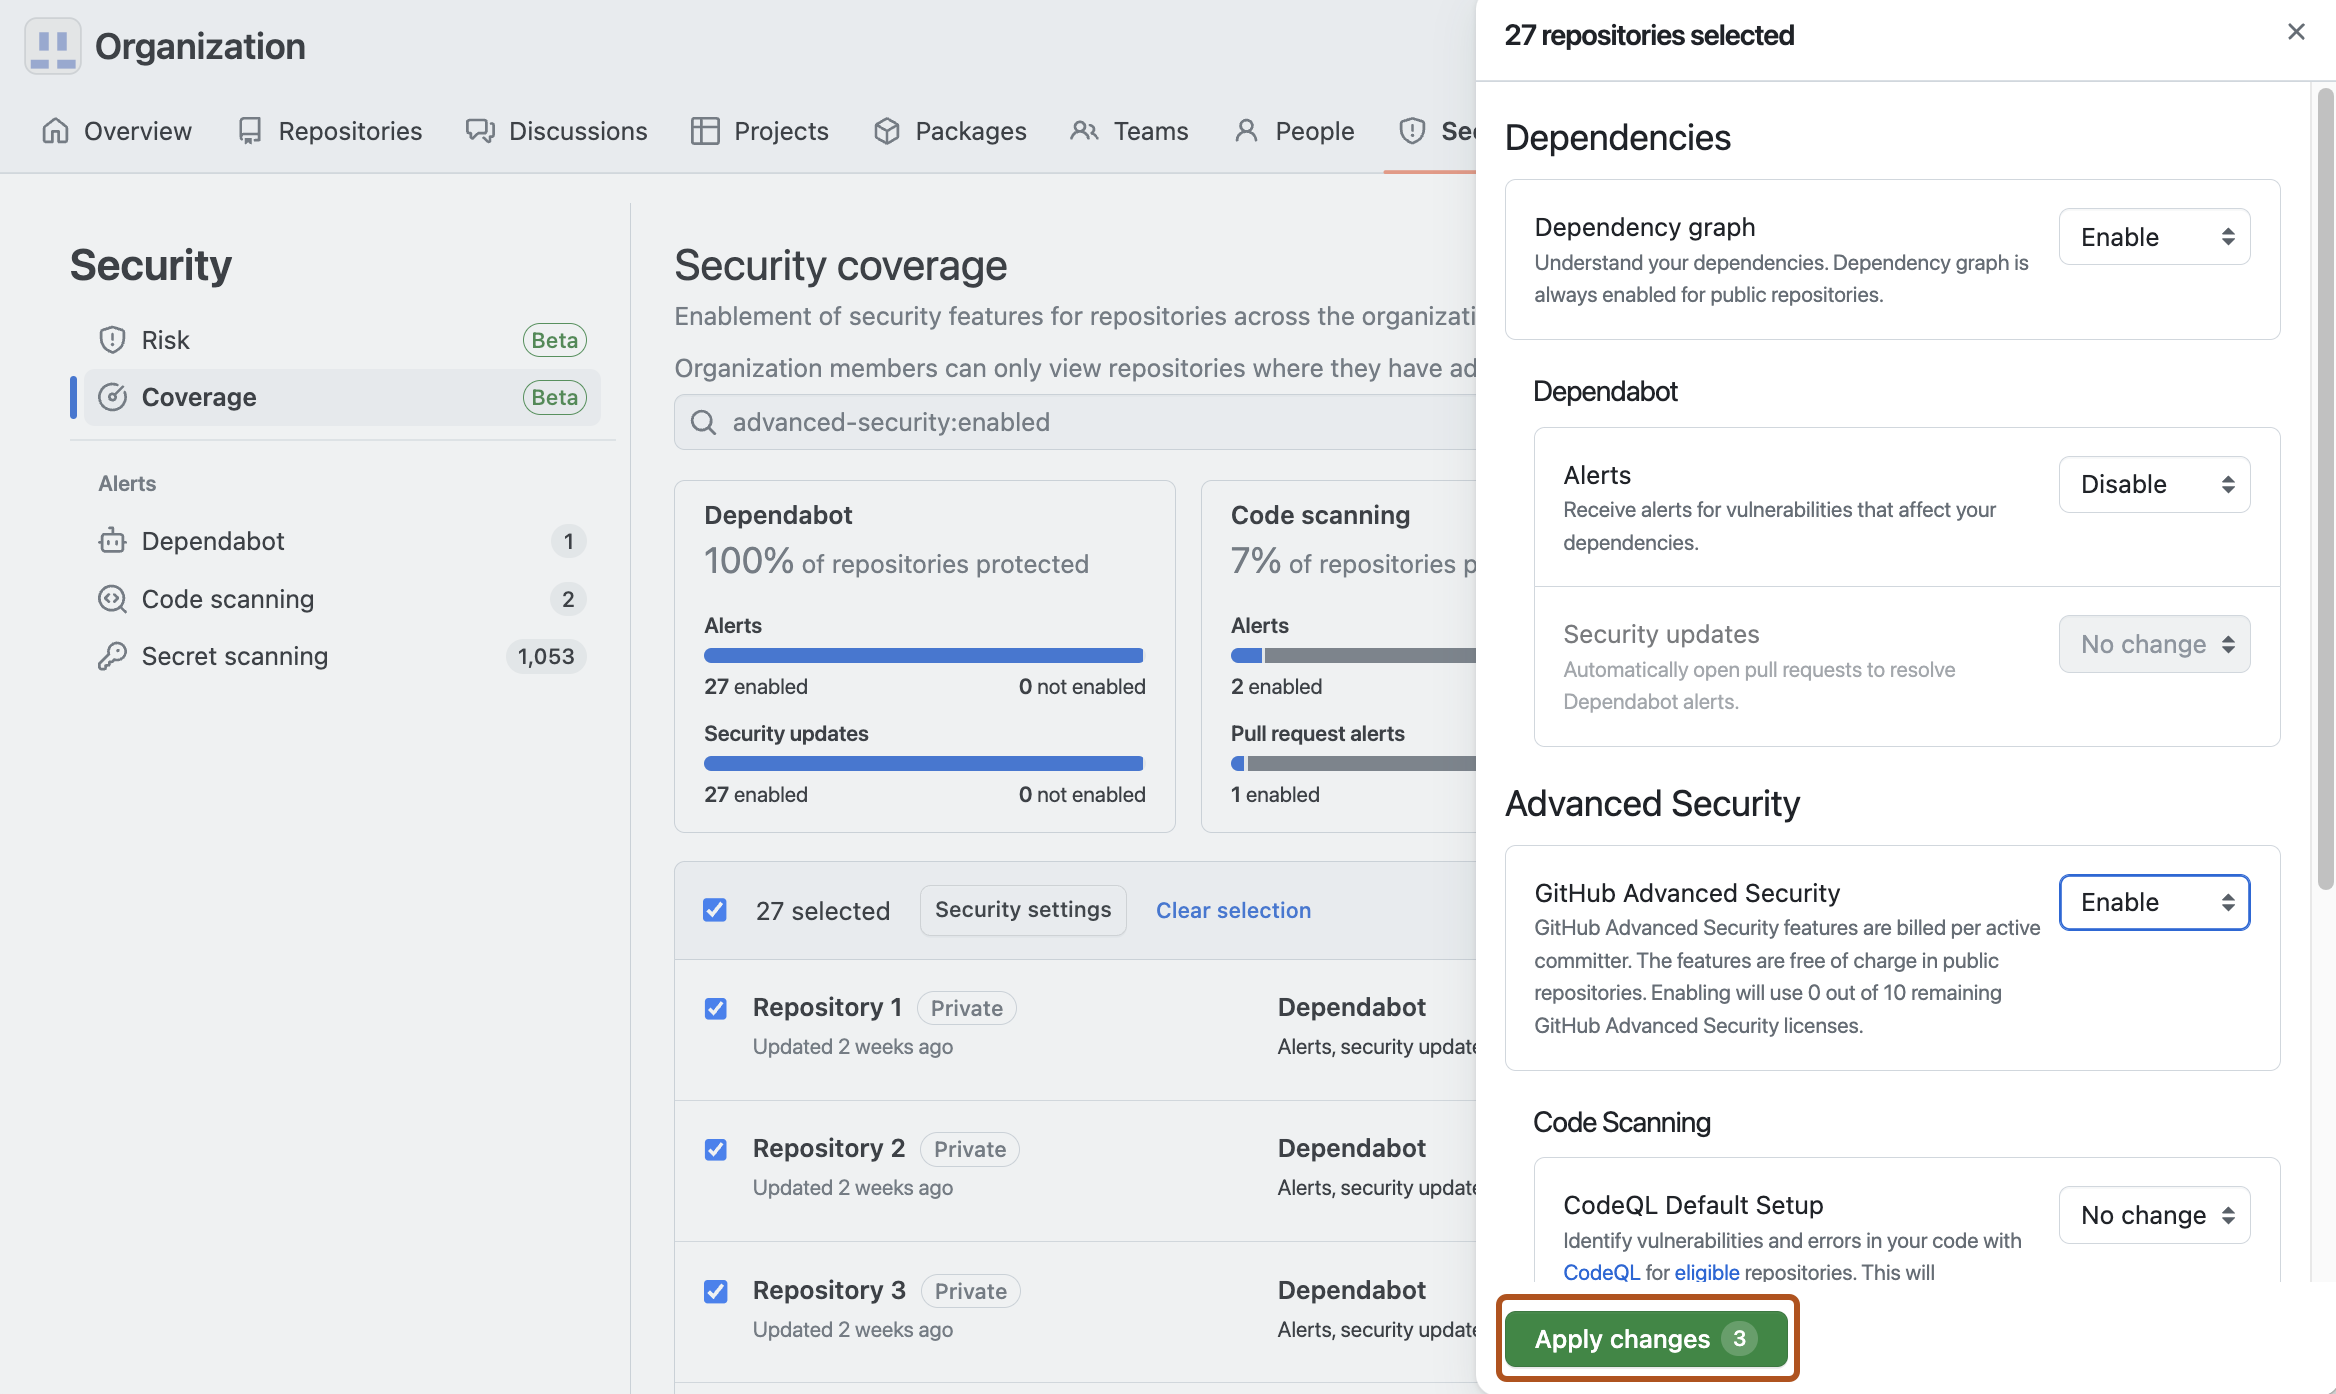 Organization
Overview
Repositories
Discussions
Projects
Packages
Teams
People
Security
Risk
Beta
Coverage
Beta
Alerts
Dependabot
1
Code scanning
2
Secret scanning
1,053
Security coverage
Enablement of security features for repositories across the
Organization members can only view repositories where they have
advanced-security:enabled
Dependabot
100% of repositories protected
Alerts
27 enabled
0 not enabled
Security updates
27 enabled
0 not enabled
Code scanning
7% of repositories
Alerts
2 enabled
Pull request alerts
1 enabled
27 selected
Security settings
Clear selection
Repository 1
Private
Updated 2 weeks ago
Dependabot
Alerts, security
Repository 2
Private
Updated 2 weeks ago
Dependabot
Alerts, security
Repository 3
Private
Updated 2 weeks ago
Dependabot
Alerts, security
27 repositories selected
Dependencies
Dependency graph
Understand your dependencies. Dependency graph is
always enabled for public repositories.
Enable
Dependabot
Alerts
Receive alerts for vulnerabilities that affect your
dependencies.
Disable
Security updates
Automatically open pull requests to resolve
Dependabot alerts.
No change
Advanced Security
GitHub Advanced Security
GitHub Advanced Security features are billed per active
committer. The features are free of charge in public
repositories. Enabling will use 0 out of 10 remaining
GitHub Advanced Security licenses.
Enable
Code Scanning
CodeQL Default Setup
Identify vulnerabilities and errors in your code with
CodeQL for eligible repositories. This will
No change
Apply changes 3